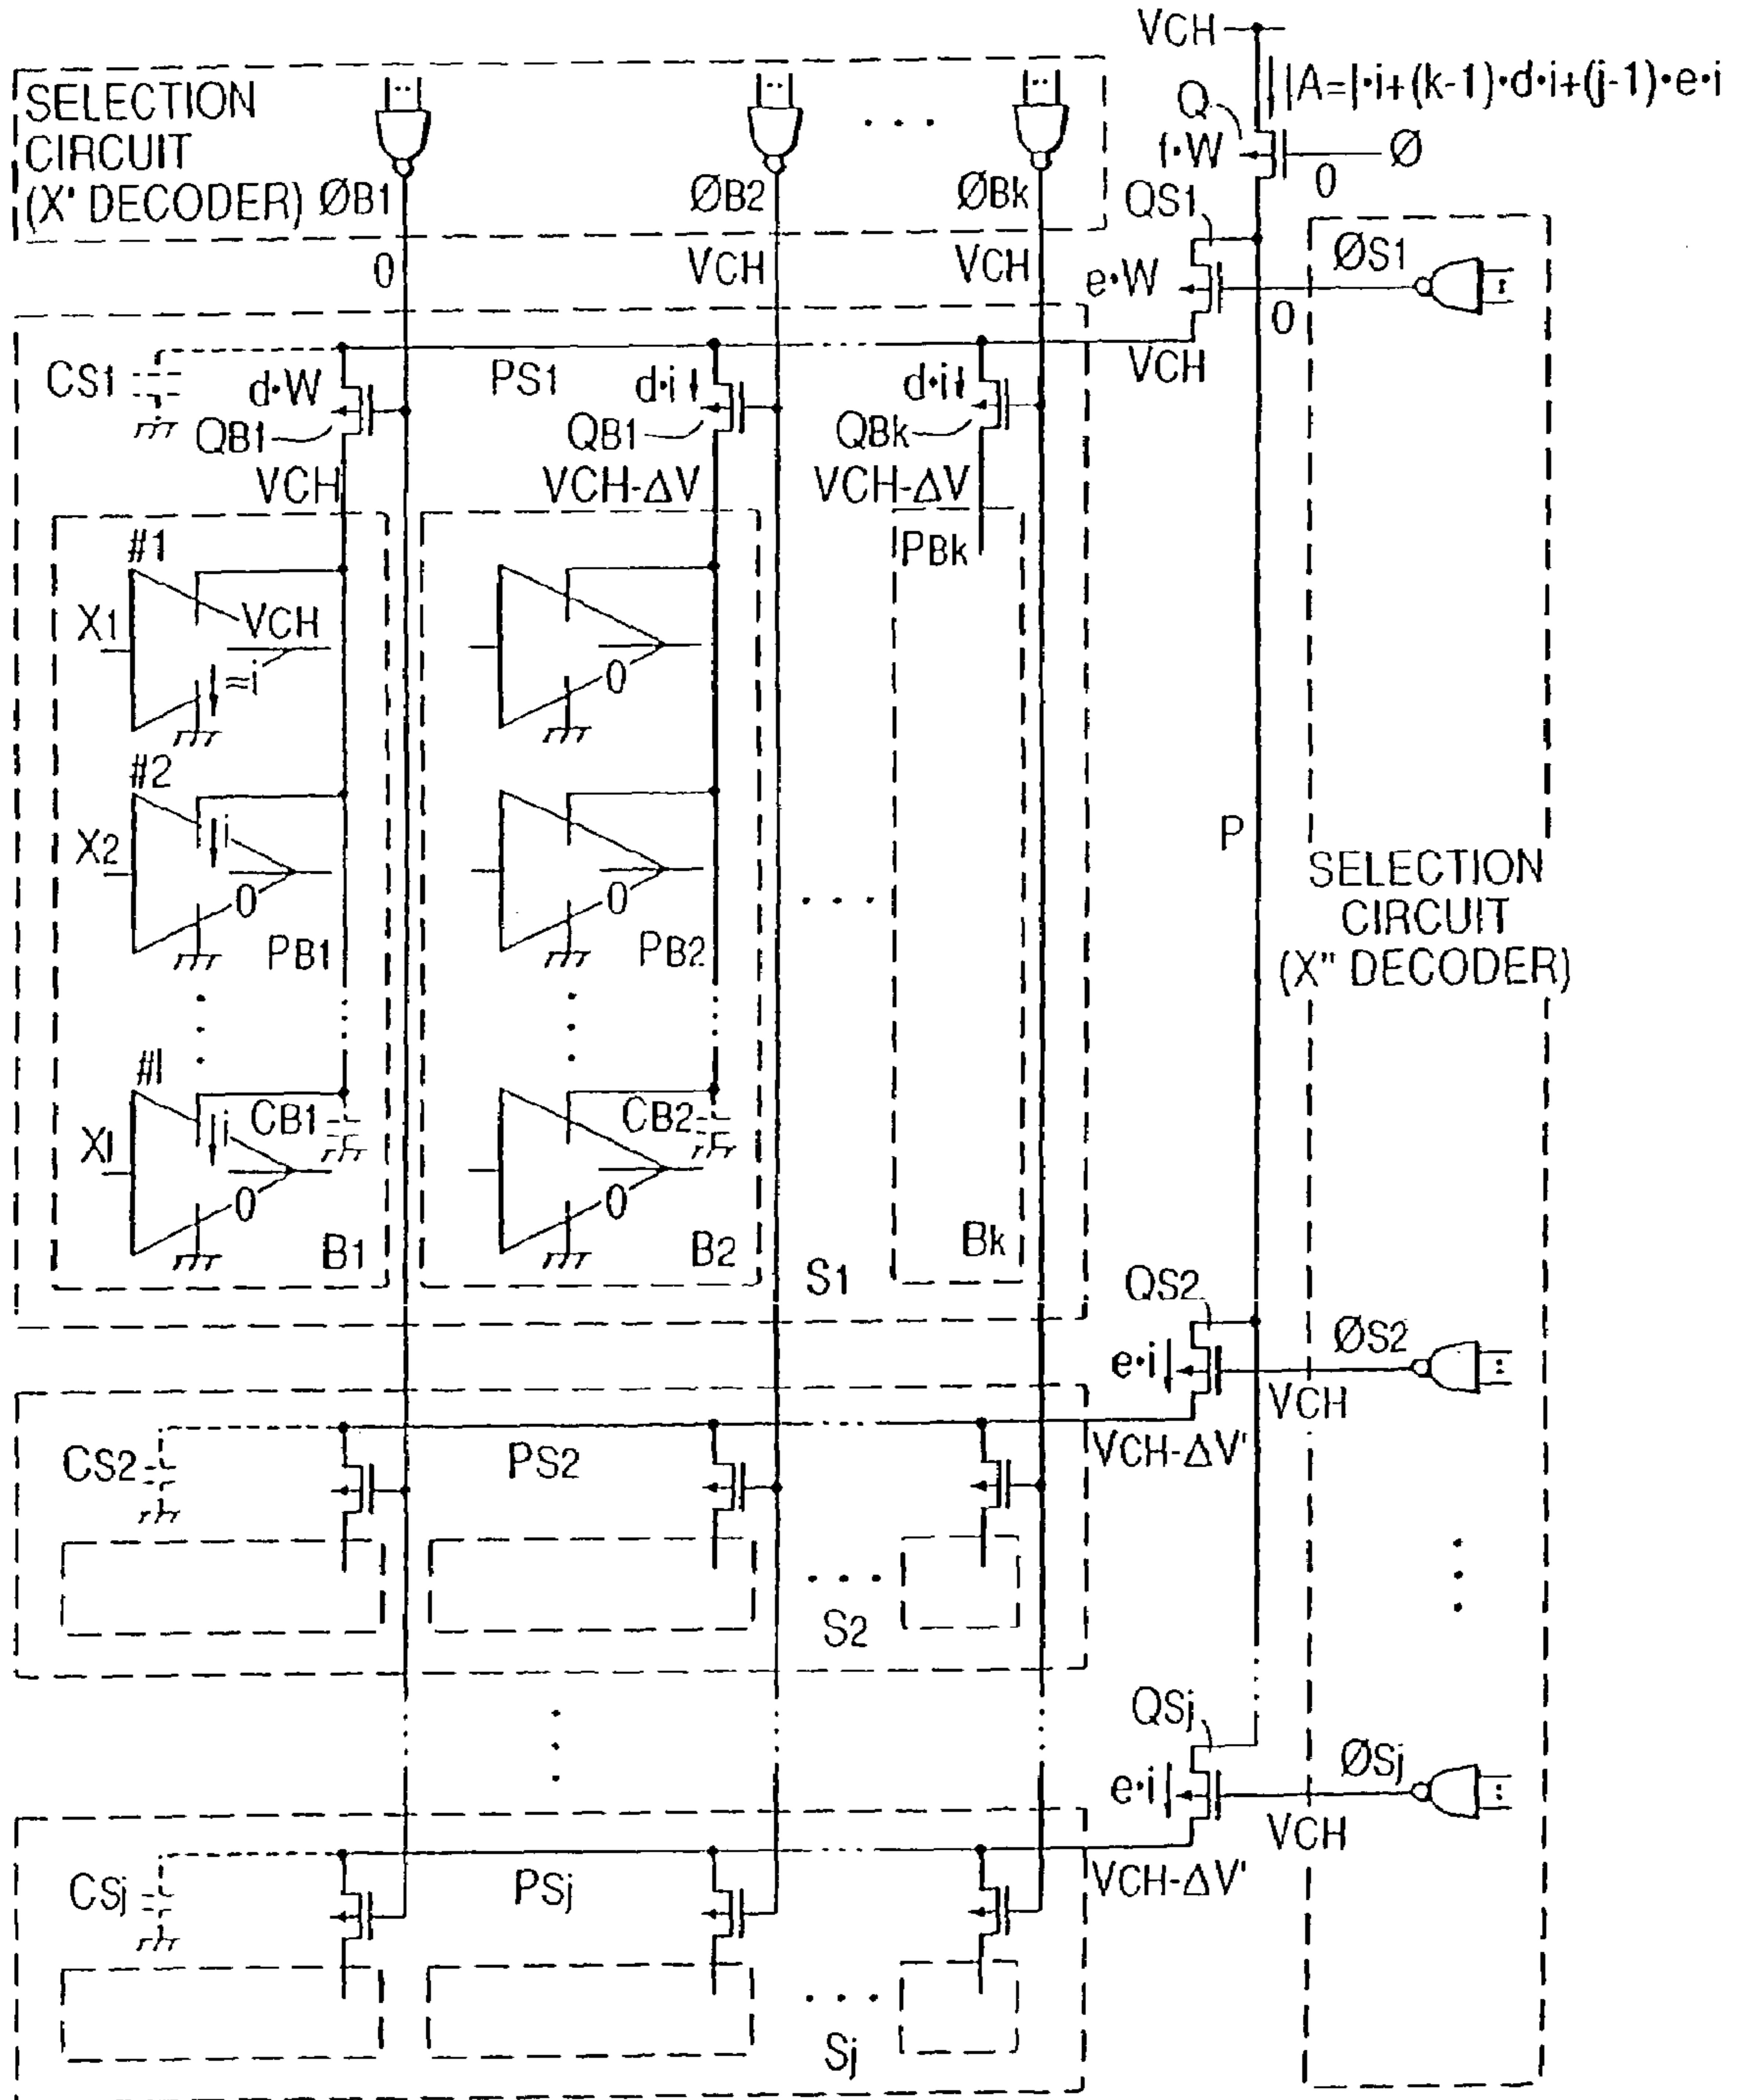 VCH
|A=|·i+(k-1)·d·i+(j-1)·e·i
SELECTION
CIRCUIT
(X' DECODER)
ØB1
ØB2
. . .
ØBk
Q
f·W
Ø
0
QS1
0
VCH
VCH
e·W
ØS1
0
CS1
d·W
PS1
d·i
d·i
VCH
QB1
QB1
QBk
VCH
VCH-ΔV
VCH-ΔV
#1
PBk
X1
VCH
≈i
0
#2
X2
i
0
0
P
SELECTION
CIRCUIT
(X" DECODER)
. . .
PB1
PB2
#l
Xl
i
CB1
CB2
0
0
B1
B2
Bk
S1
QS2
ØS2
e·i
VCH
CS2
PS2
VCH-ΔV'
. . .
S2
QSj
ØSj
e·i
VCH
CSj
PSj
VCH-ΔV'
. . .
Sj